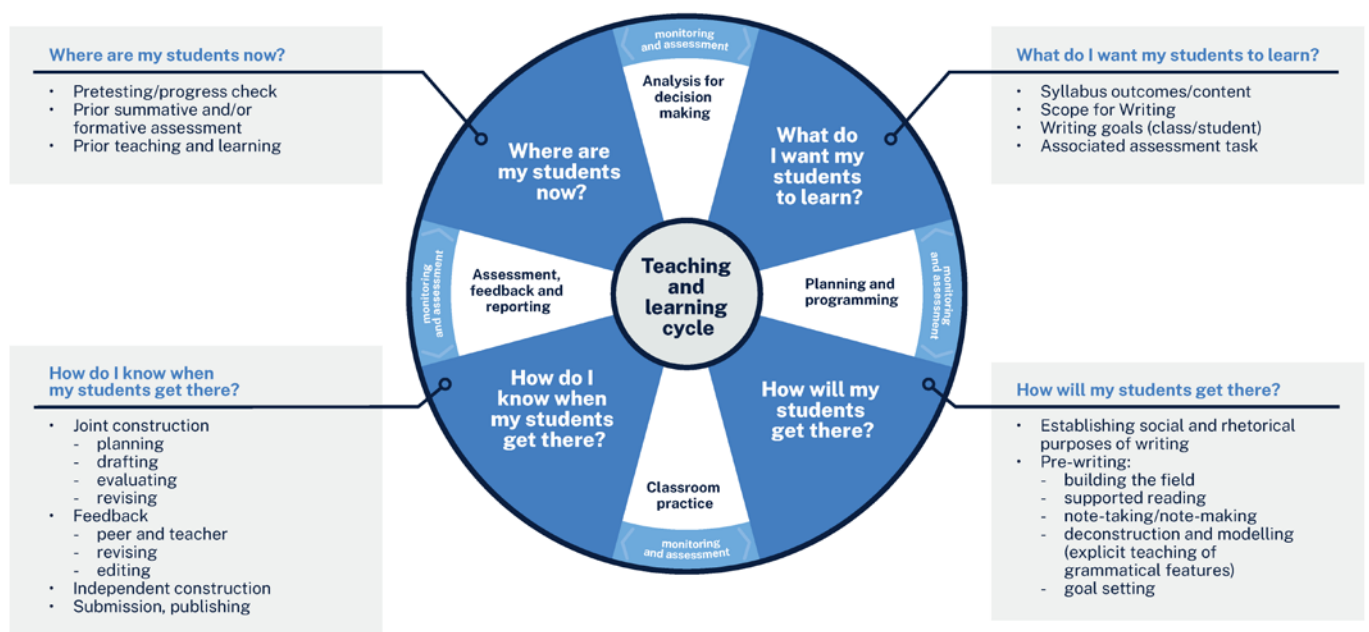 Where are my students now?
• Pretesting/progress check
• Prior summative and/or
formative assessment
• Prior teaching and learning
What do I want my students to learn?
• Syllabus outcomes/content
• Scope for Writing
• Writing goals (class/student)
• Associated assessment task
monitoring
and assessment
Analysis for
decision
making
Where are
my students
now?
What do
I want my
students
to learn?
monitoring
and assessment
Assessment,
feedback and
reporting
Teaching
and
learning
cycle
Planning and
programming
monitoring
and assessment
How do I
know when
my students
get there?
How will my
students
get there?
Classroom
practice
monitoring
and assessment
How do I know when
my students get there?
• Joint construction
- planning
- drafting
- evaluating
- revising
• Feedback
- peer and teacher
- revising
- editing
• Independent construction
• Submission, publishing
How will my students get there?
• Establishing social and rhetorical
purposes of writing
• Pre-writing:
- building the field
- supported reading
- note-taking/note-making
- deconstruction and modelling
(explicit teaching of
grammatical features)
- goal setting